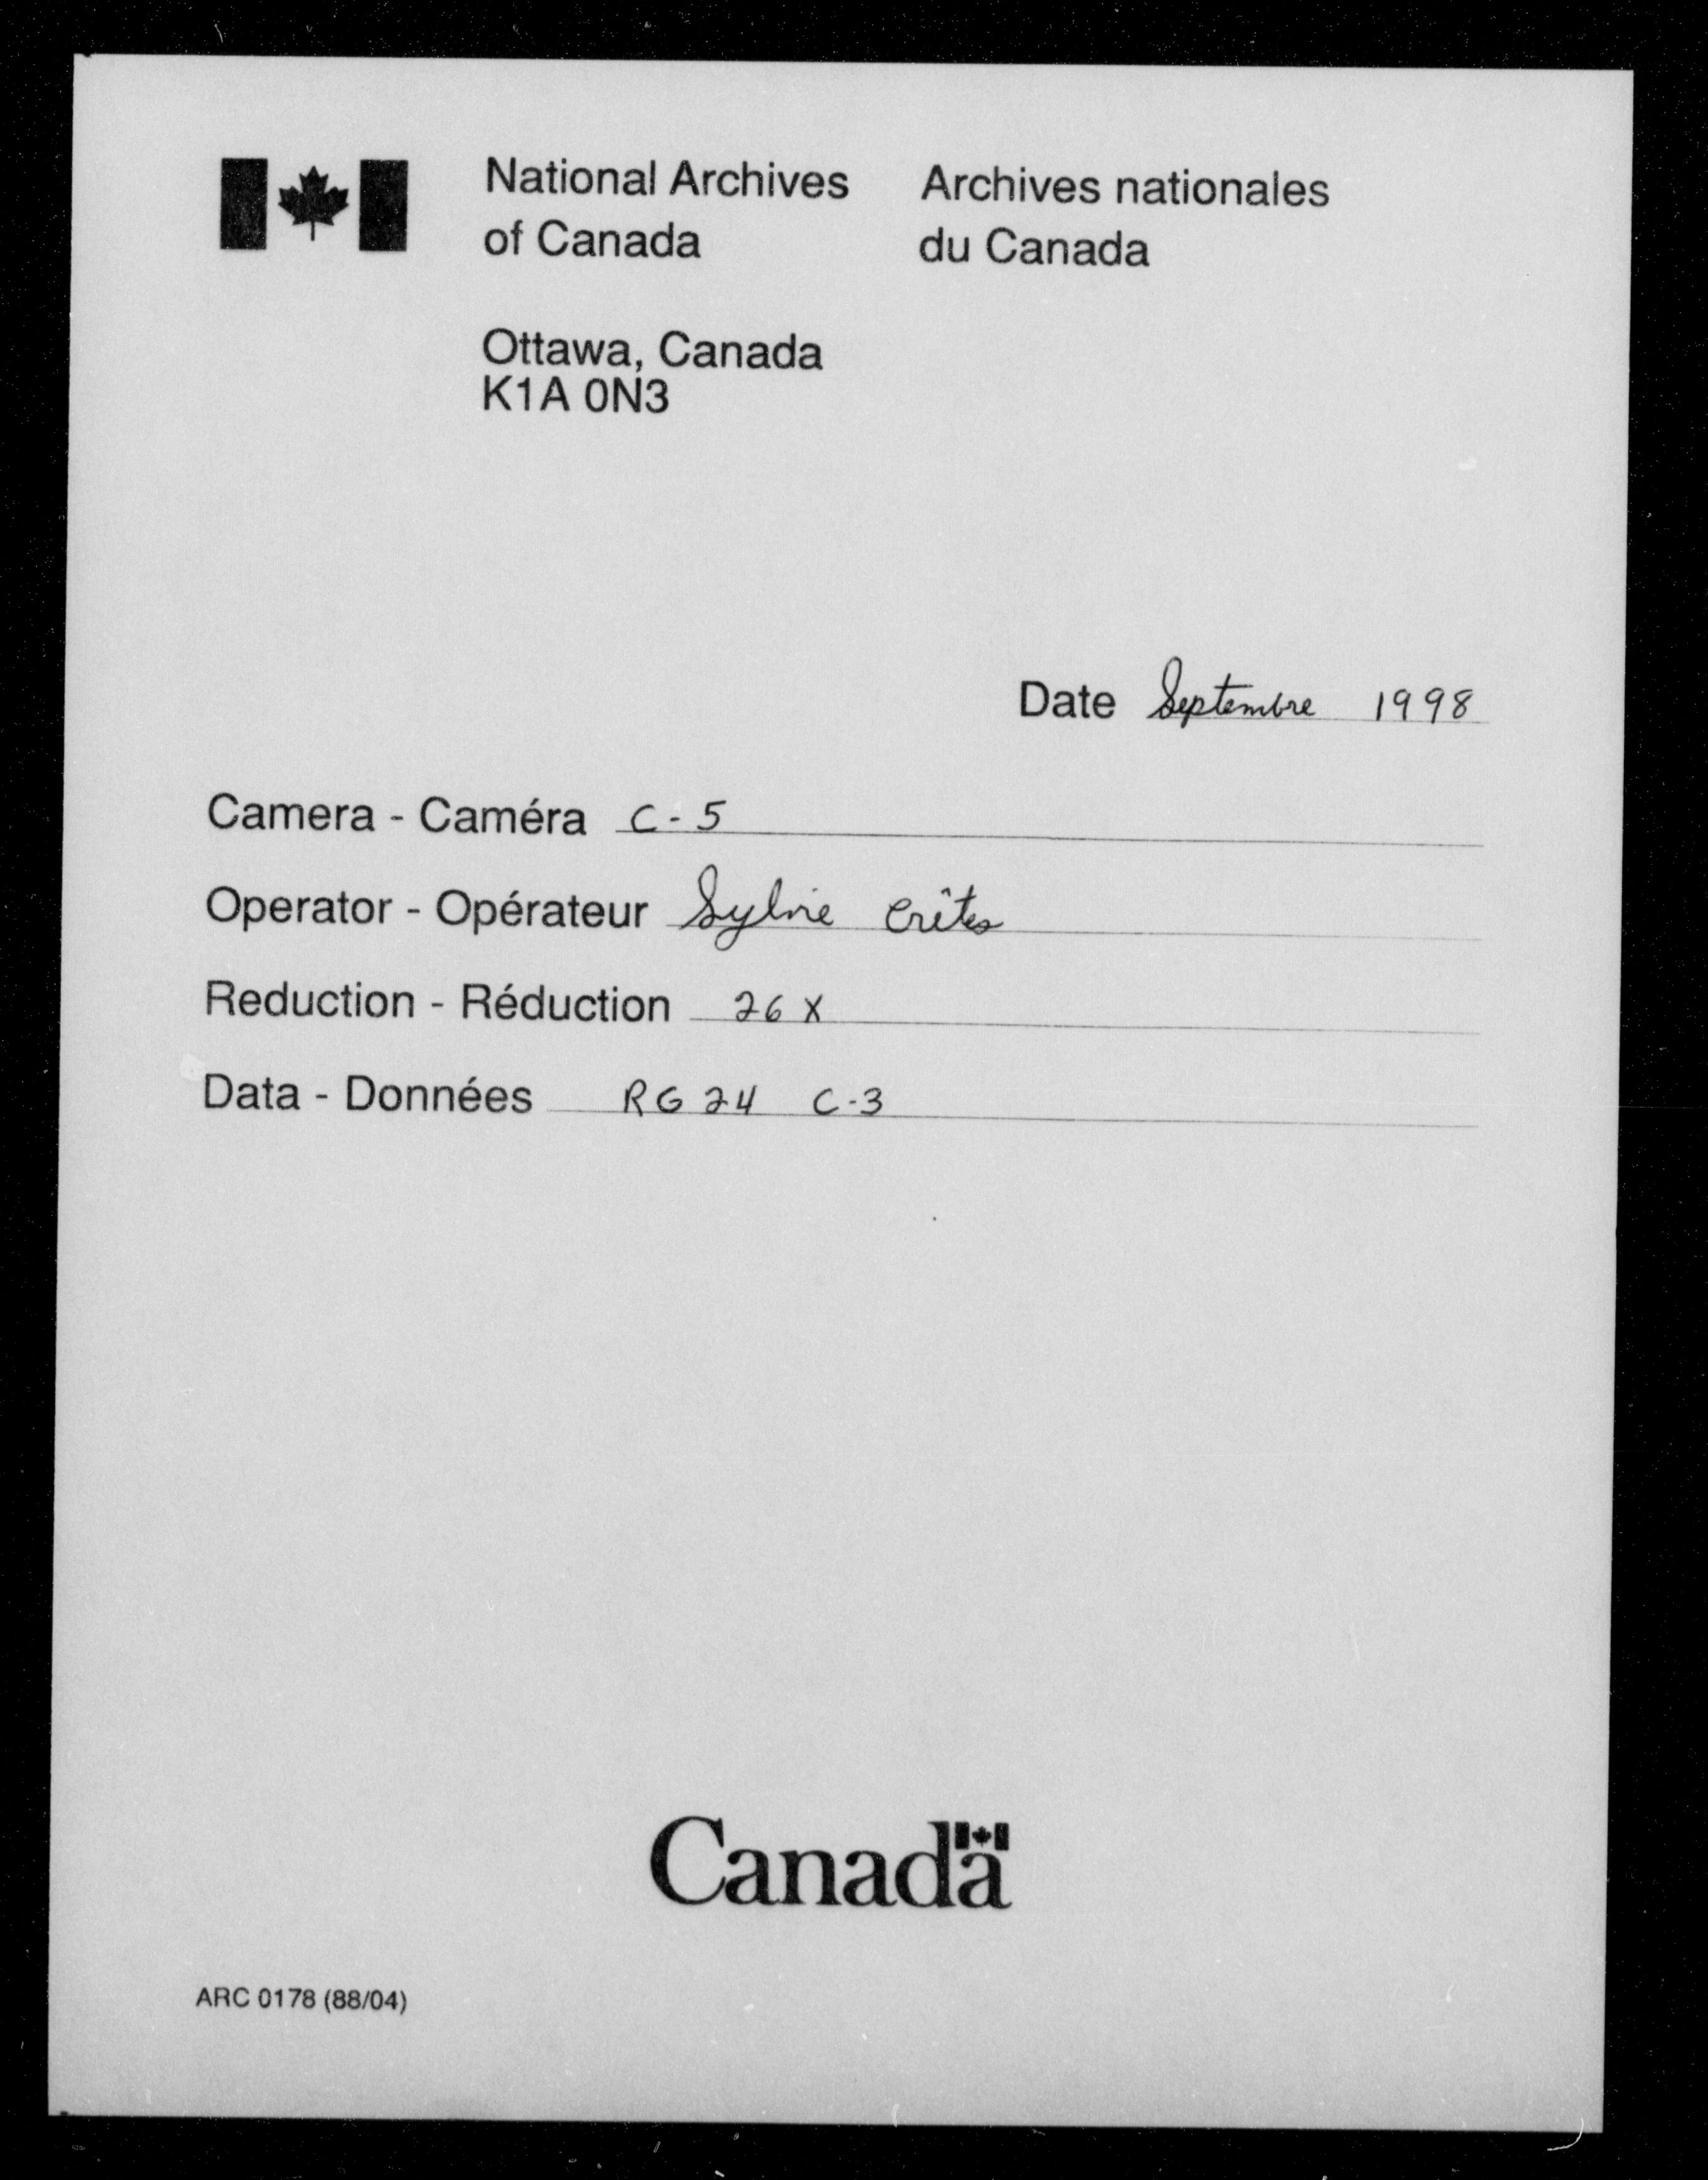 National Archives
of Canada
Archives nationales
du Canada
Ottawa, Canada
K1A 0N3
Date Septembre 1998
Camera - Caméra C-5
Operator - Opérateur Sylvie Crîtes
Reduction - Réduction 26 X
Data - Données RG 24 C-3
Canada
ARC 0178 (88/04)